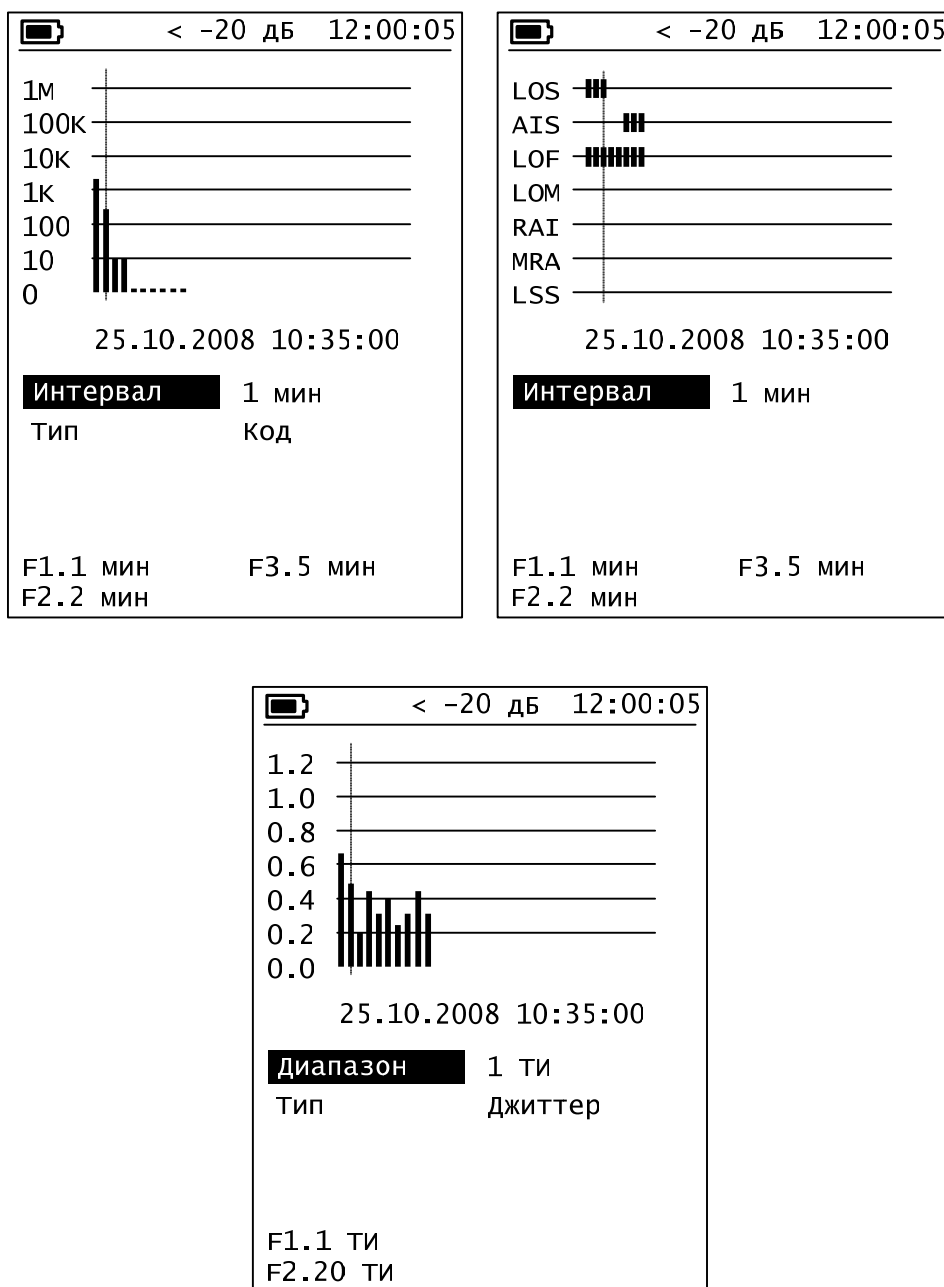 < -20 дБ 12:00:05
1М
100К
10К
1К
100
10
0
25.10.2008 10:35:00
Интервал 1 мин
Тип Код
F1.1 мин F3.5 мин
F2.2 мин
< -20 дБ 12:00:05
LOS
AIS
LOF
LOM
RAI
MRA
LSS
25.10.2008 10:35:00
Интервал 1 мин
F1.1 мин F3.5 мин
F2.2 мин
< -20 дБ 12:00:05
1.2
1.0
0.8
0.6
0.4
0.2
0.0
25.10.2008 10:35:00
Диапазон 1 ТИ
Тип Джиттер
F1.1 ТИ
F2.20 ТИ